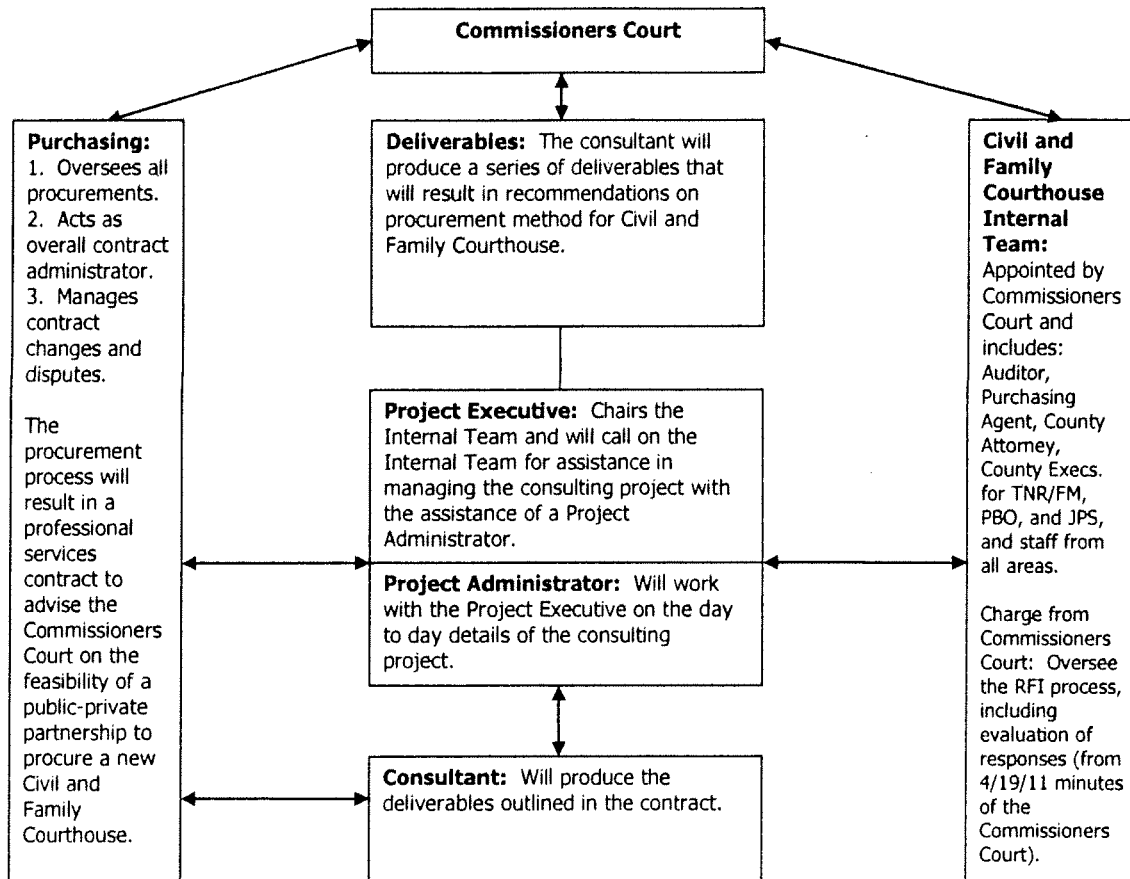 Commissioners Court
Purchasing:
1. Oversees all
procurements.
2. Acts as
overall contract
administrator.
3. Manages
contract
changes and
disputes.
The
procurement
process will
result in a
professional
services
contract to
advise the
Commissioners
Court on the
feasibility of a
public-private
partnership to
procure a new
Civil and
Family
Courthouse.
Deliverables: The consultant will
produce a series of deliverables that
will result in recommendations on
procurement method for Civil and
Family Courthouse.
Project Executive: Chairs the
Internal Team and will call on the
Internal Team for assistance in
managing the consulting project with
the assistance of a Project
Administrator.
Project Administrator: Will work
with the Project Executive on the day
to day details of the consulting
project.
Consultant: Will produce the
deliverables outlined in the contract.
Civil and
Family
Courthouse
Internal
Team:
Appointed by
Commissioners
Court and
includes:
Auditor,
Purchasing
Agent, County
Attorney,
County Execs.
for TNR/FM,
PBO, and JPS,
and staff from
all areas.
Charge from
Commissioners
Court: Oversee
the RFI process,
including
evaluation of
responses (from
4/19/11 minutes
of the
Commissioners
Court).